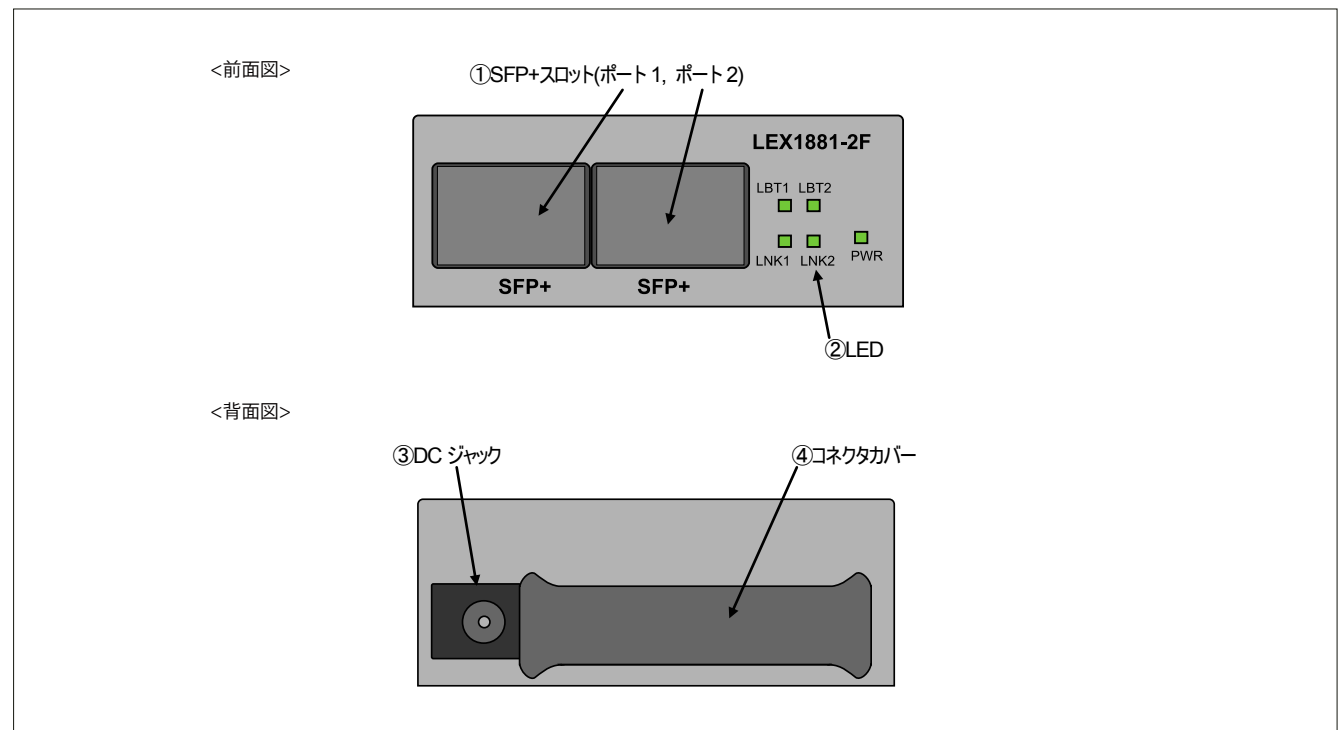 <前面図>
①SFP+スロット(ポート 1, ポート 2)
LEX1881-2F
LBT1 LBT2
LNK1 LNK2 PWR
SFP+ SFP+
②LED
<背面図>
③DC ジャック
④コネクタカバー